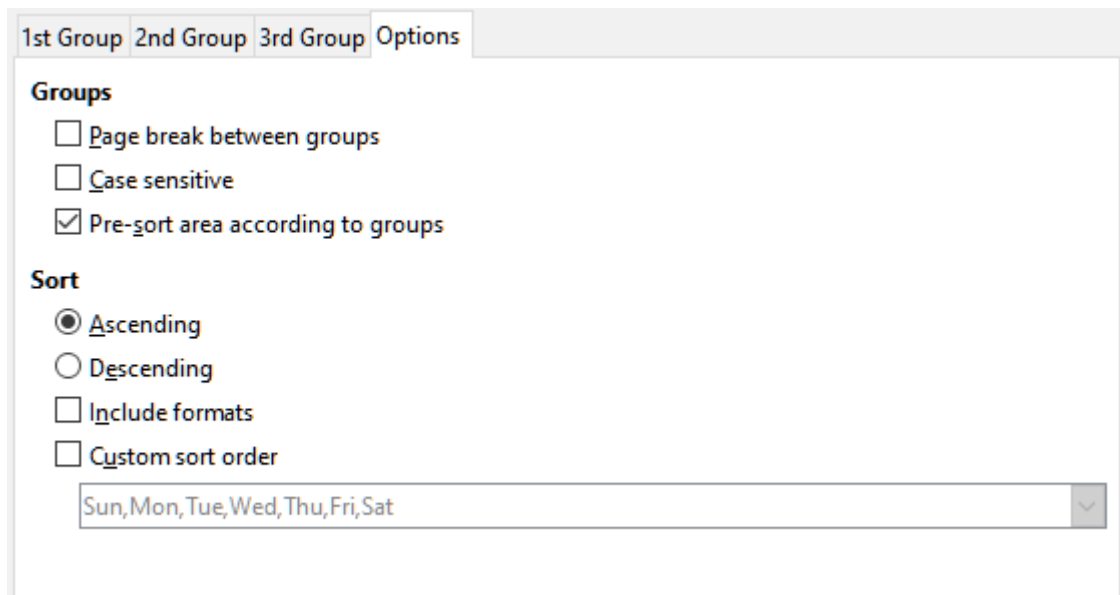 1st Group 2nd Group 3rd Group Options
Groups
Page break between groups
Case sensitive
Pre-sort area according to groups
Sort
Ascending
Descending
Include formats
Custom sort order
Sun,Mon,Tue,Wed,Thu,Fri,Sat